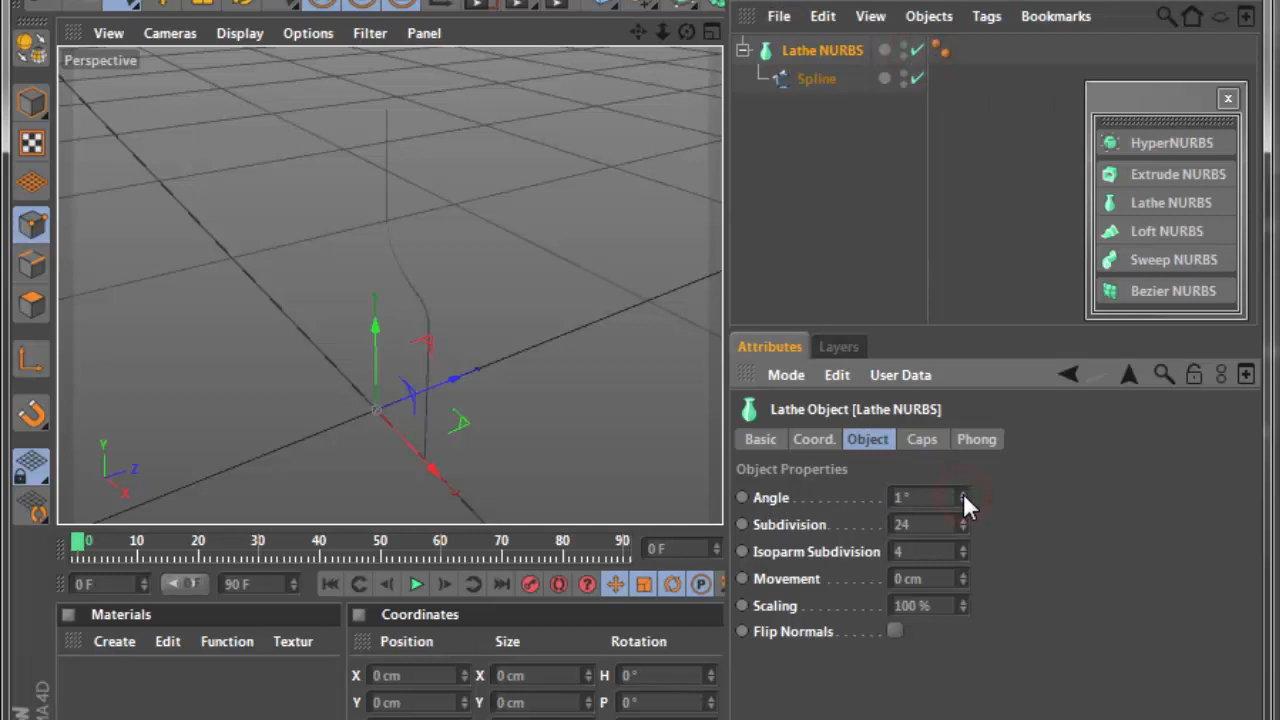 View Cameras Display Options Filter Panel
Perspective
Y
Z
X
0 10 20 30 40 50 60 70 80 90 0 F
0 F 90 F
P
Materials
Create Edit Function Textur
Coordinates
Position Size Rotation
X 0 cm X 0 cm H 0 °
Y 0 cm Y 0 cm P 0 °
File Edit View Objects Tags Bookmarks
Lathe NURBS
Spline
x
HyperNURBS
Extrude NURBS
Lathe NURBS
Loft NURBS
Sweep NURBS
Bezier NURBS
Attributes Layers
Mode Edit User Data
Lathe Object [Lathe NURBS]
Basic Coord. Object Caps Phong
Object Properties
Angle . . . . . . . . . . . 1 °
Subdivision . . . . . . . 24
Isoparm Subdivision 4
Movement . . . . . . . . 0 cm
Scaling . . . . . . . . . . 100 %
Flip Normals . . . . . .